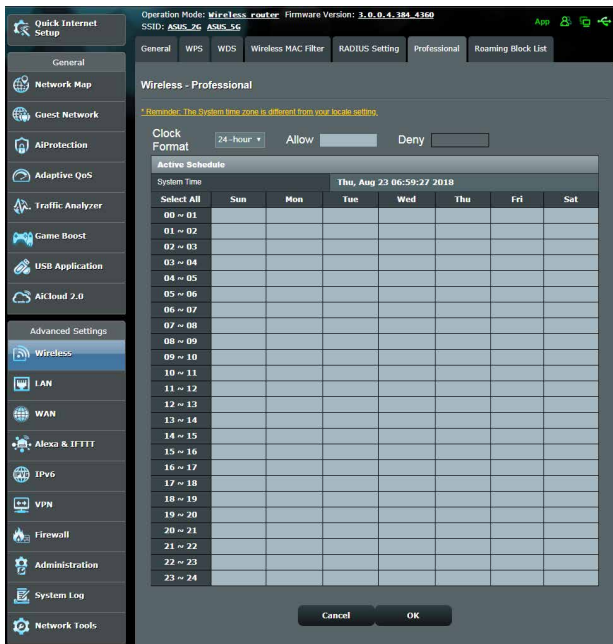 Quick Internet
Setup
General
Network Map
Guest Network
AiProtection
Adaptive QoS
Traffic Analyzer
Game Boost
USB Application
AiCloud 2.0
Advanced Settings
Wireless
LAN
WAN
Alexa & IFTTT
IPv6
VPN
Firewall
Administration
System Log
Network Tools
Operation Mode: Wireless router Firmware Version: 3.0.0.4.384_4360
SSID: ASUS_2G ASUS_5G
App
General WPS WDS Wireless MAC Filter RADIUS Setting Professional Roaming Block List
Wireless - Professional
* Reminder: The System time zone is different from your locale setting.
Clock
Format
24-hour Allow Deny
Active Schedule
System Time Thu, Aug 23 06:59:27 2018
Select All Sun Mon Tue Wed Thu Fri Sat
00 ~ 01
01 ~ 02
02 ~ 03
03 ~ 04
04 ~ 05
05 ~ 06
06 ~ 07
07 ~ 08
08 ~ 09
09 ~ 10
10 ~ 11
11 ~ 12
12 ~ 13
13 ~ 14
14 ~ 15
15 ~ 16
16 ~ 17
17 ~ 18
18 ~ 19
19 ~ 20
20 ~ 21
21 ~ 22
22 ~ 23
23 ~ 24
Cancel OK